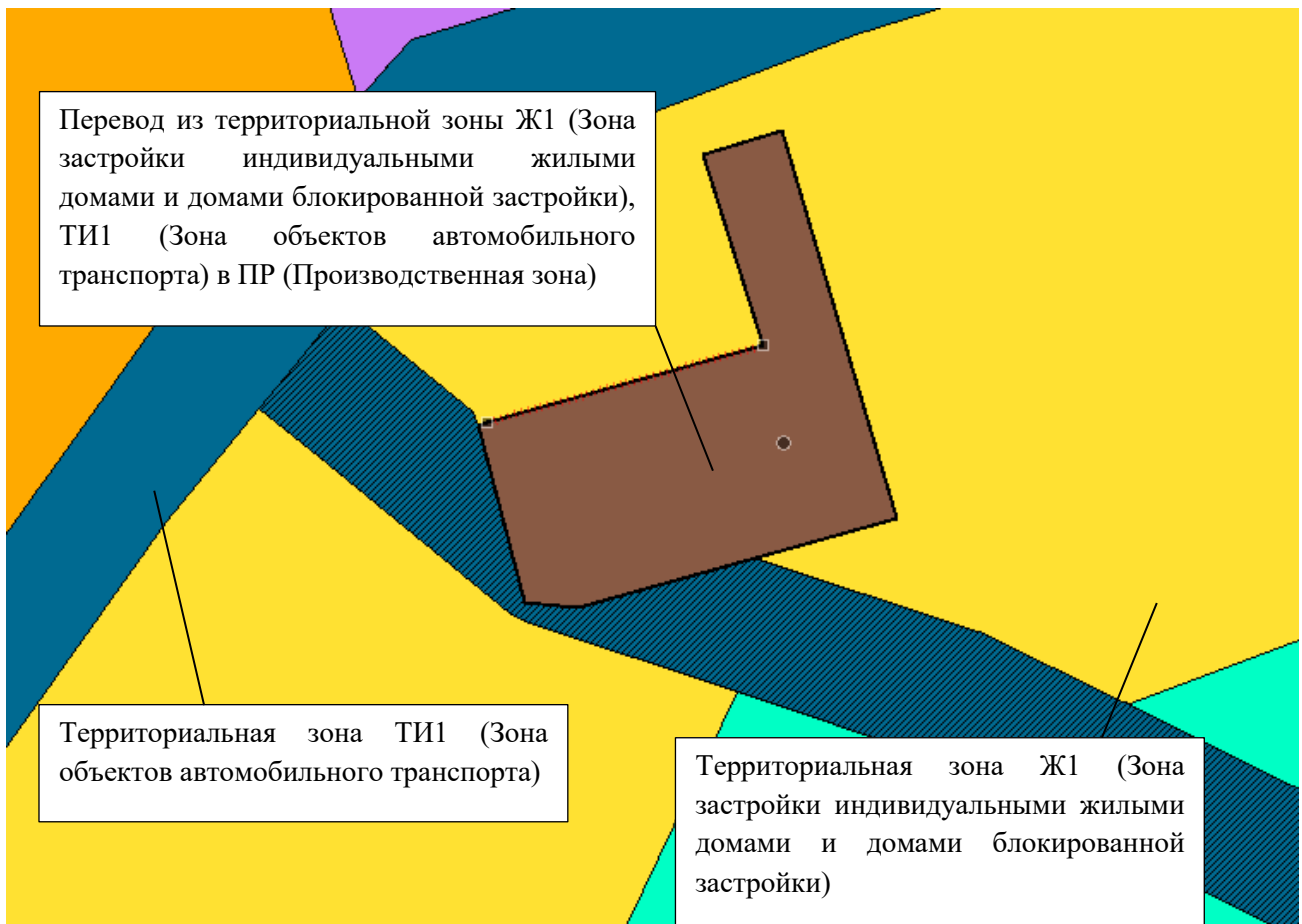 Перевод из территориальной зоны Ж1 (Зона
застройки индивидуальными жилыми
домами и домами блокированной застройки),
ТИ1 (Зона объектов автомобильного
транспорта) в ПР (Производственная зона)
Территориальная зона ТИ1 (Зона
объектов автомобильного транспорта)
Территориальная зона Ж1 (Зона
застройки индивидуальными жилыми
домами и домами блокированной
застройки)